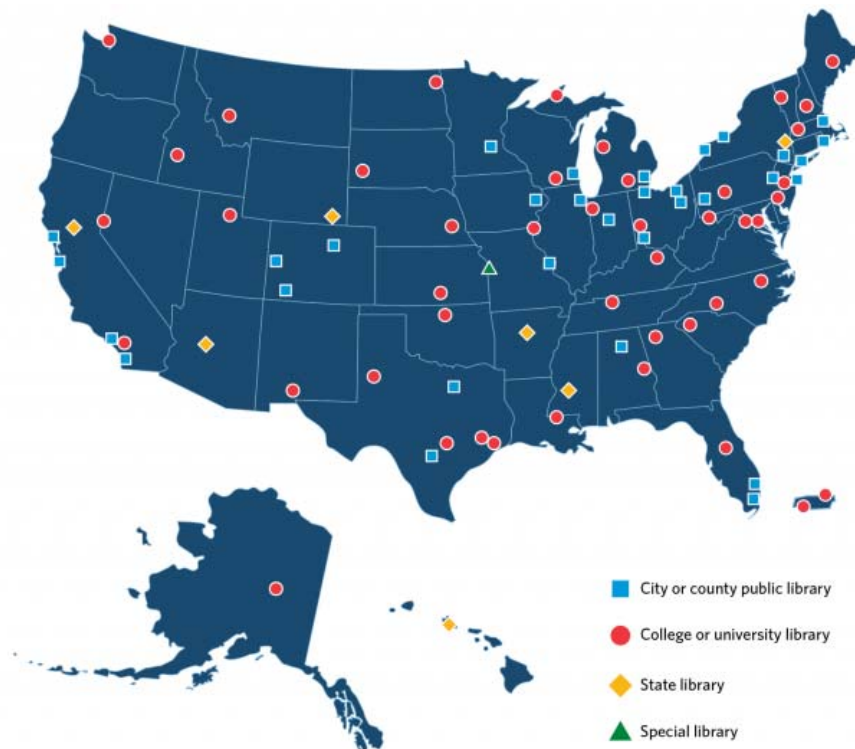 City or county public library
College or university library
State library
Special library